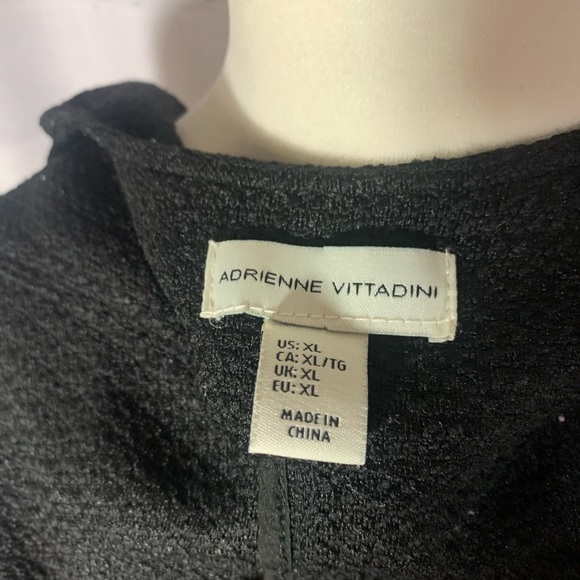 ADRIENNE VITTADINI
US: XL
CA: XL/TG
UK: XL
EU: XL
MADE IN
CHINA